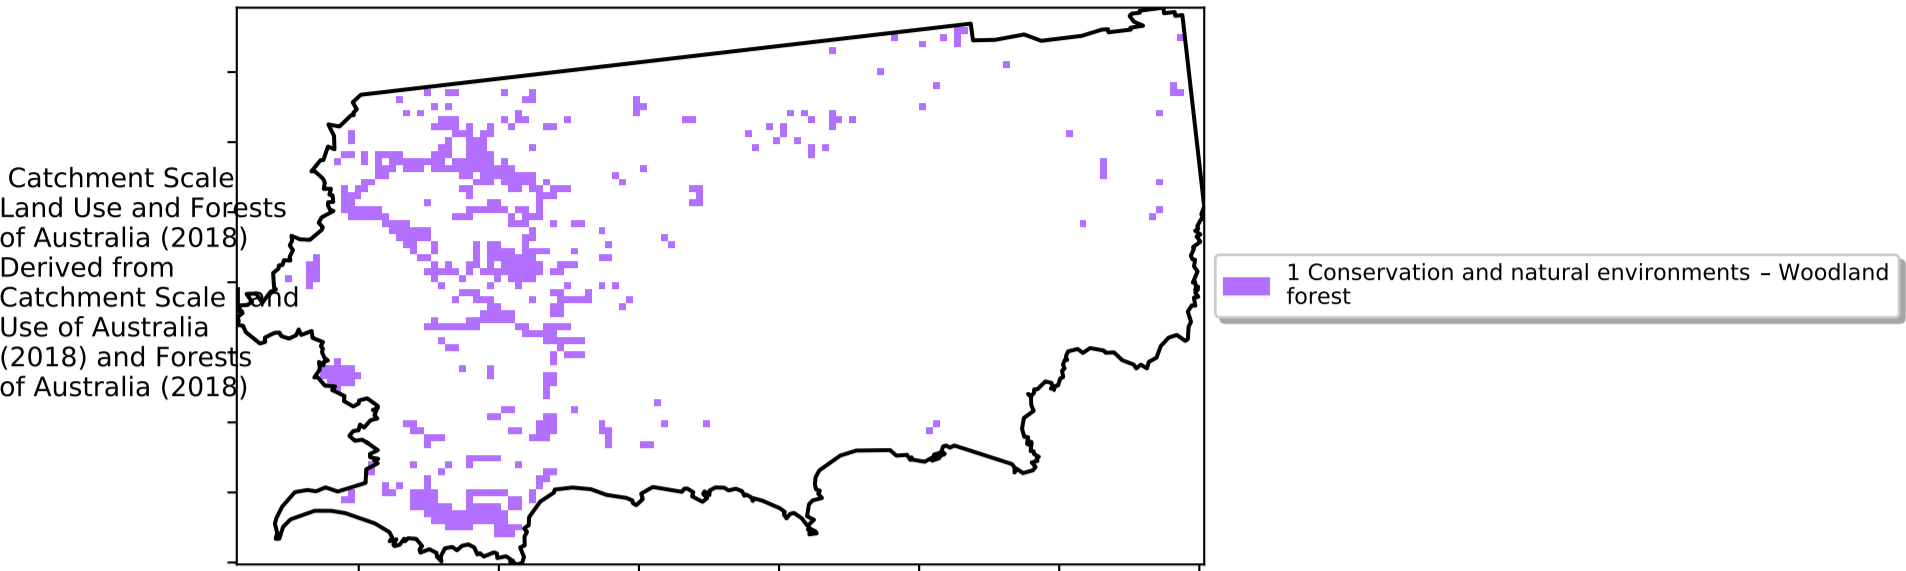 Catchment Scale
Land Use and Forests
of Australia (2018)
Derived from
Catchment Scale Land
Use of Australia
(2018) and Forests
of Australia (2018)
1 Conservation and natural environments – Woodland
forest